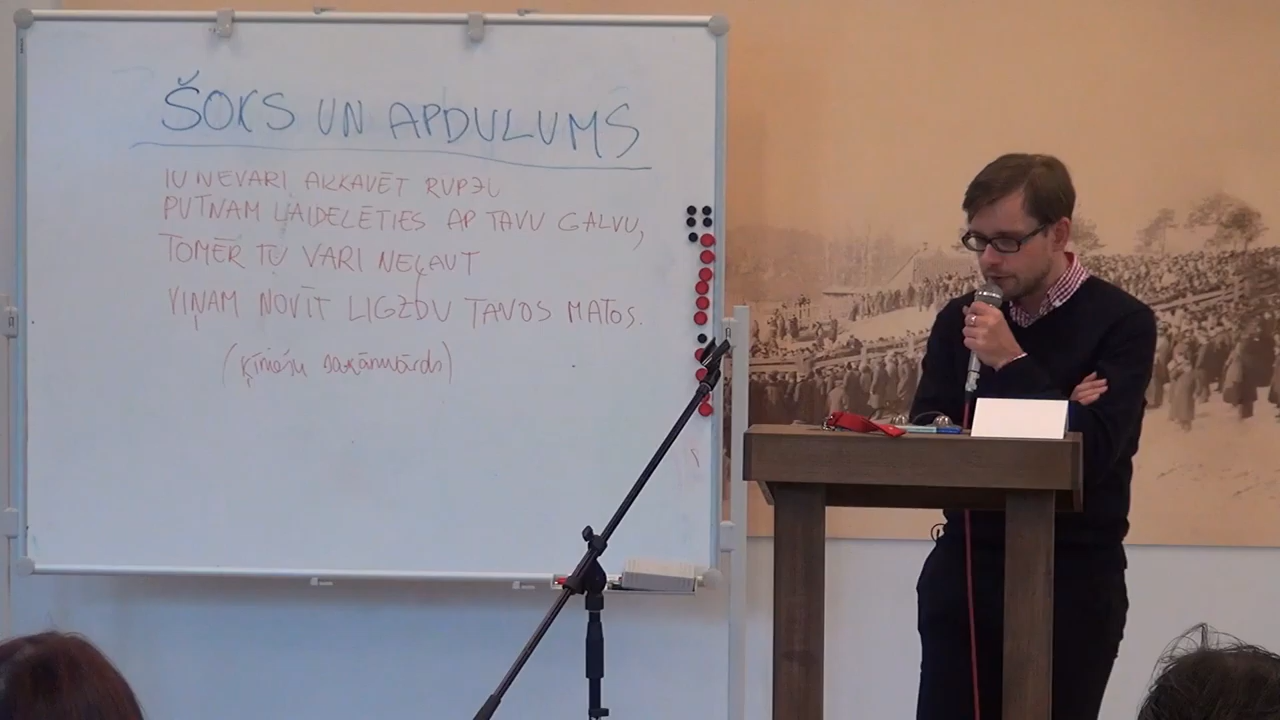 ŠOKS UN APDULUMS
TU NEVARI AIZKAVĒT RŪPJU
PUTNAM LAIDELĒTIES AP TAVU GALVU,
TOMĒR TU VARI NEĻAUT
VIŅAM NOVĪT LIGZDU TAVOS MATOS.
(ķīniešu sakāmvārds)